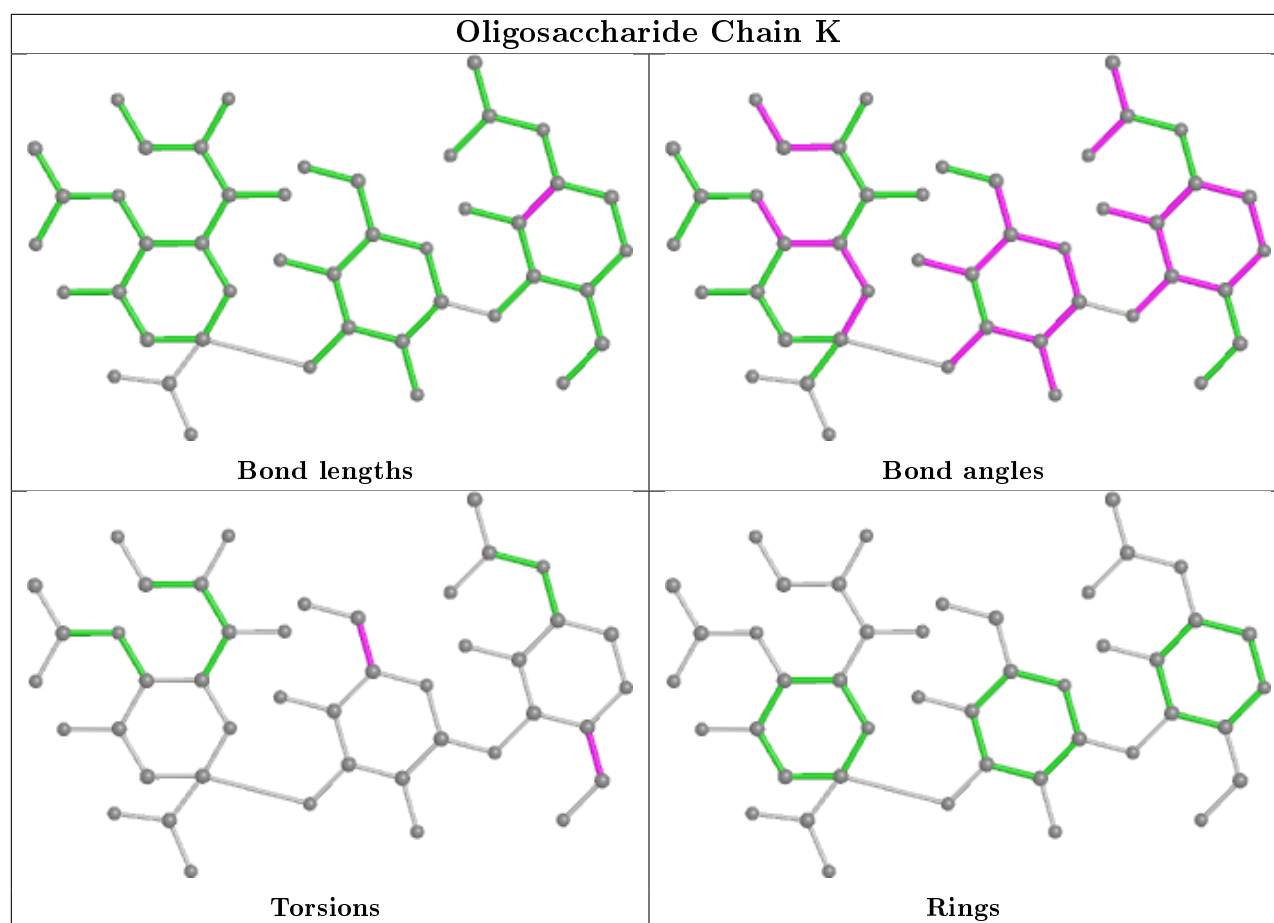 Oligosaccharide Chain K
Bond lengths
Bond angles
Torsions
Rings